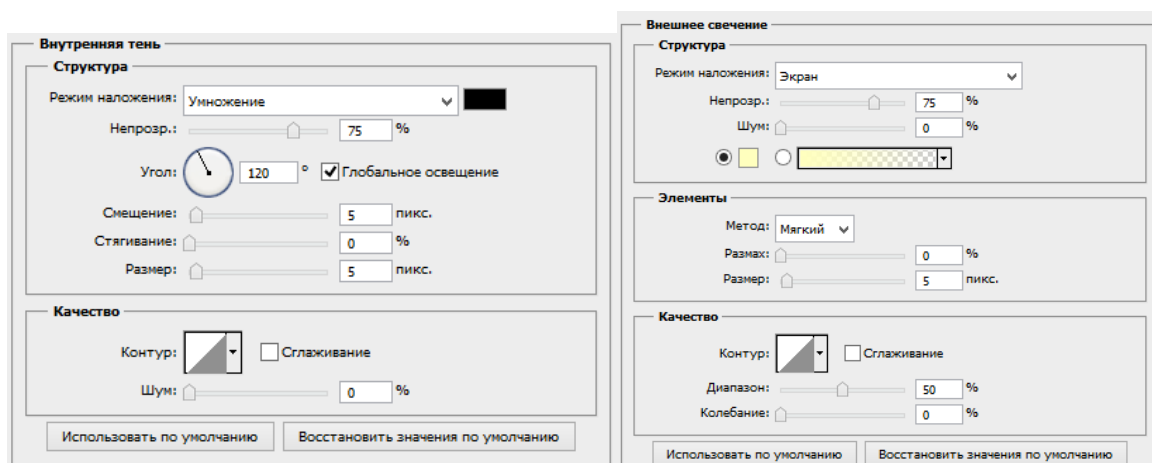 Внутренняя тень
Структура
Режим наложения: Умножение
Непрозр.: 75 %
Угол: 120 ° Глобальное освещение
Смещение: 5 пикс.
Стягивание: 0 %
Размер: 5 пикс.
Качество
Контур: Сглаживание
Шум: 0 %
Использовать по умолчанию Восстановить значения по умолчанию
Внешнее свечение
Структура
Режим наложения: Экран
Непрозр.: 75 %
Шум: 0 %
Элементы
Метод: Мягкий
Размах: 0 %
Размер: 5 пикс.
Качество
Контур: Сглаживание
Диапазон: 50 %
Колебание: 0 %
Использовать по умолчанию Восстановить значения по умолчанию